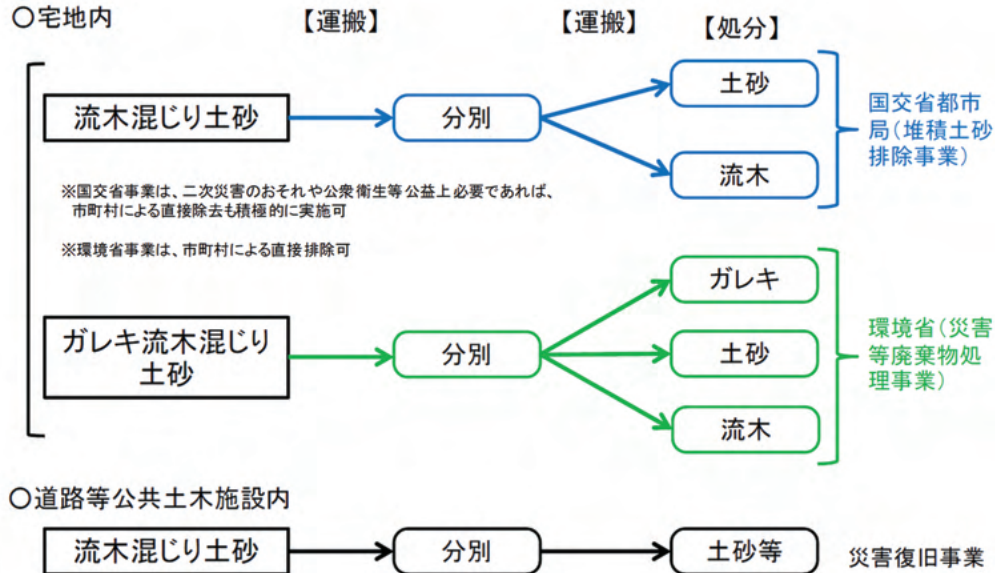 ○宅地内
【運搬】
【運搬】
【処分】
流木混じり土砂
分別
土砂
流木
国交省都市
局(堆積土砂
排除事業)
※国交省事業は、二次災害のおそれや公衆衛生等公益上必要であれば、
市町村による直接除去も積極的に実施可
※環境省事業は、市町村による直接排除可
ガレキ流木混じり
土砂
分別
ガレキ
土砂
流木
環境省(災害
等廃棄物処
理事業)
○道路等公共土木施設内
流木混じり土砂
分別
土砂等
災害復旧事業